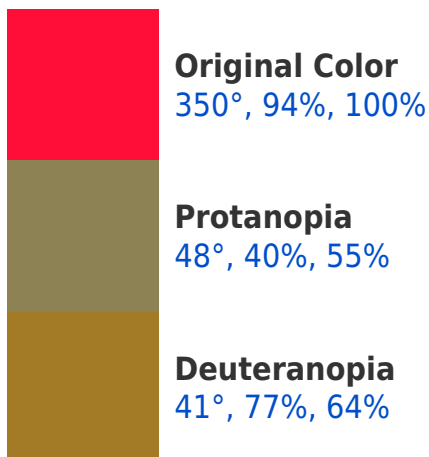 Original Color
350°, 94%, 100%
Protanopia
48°, 40%, 55%
Deuteranopia
41°, 77%, 64%